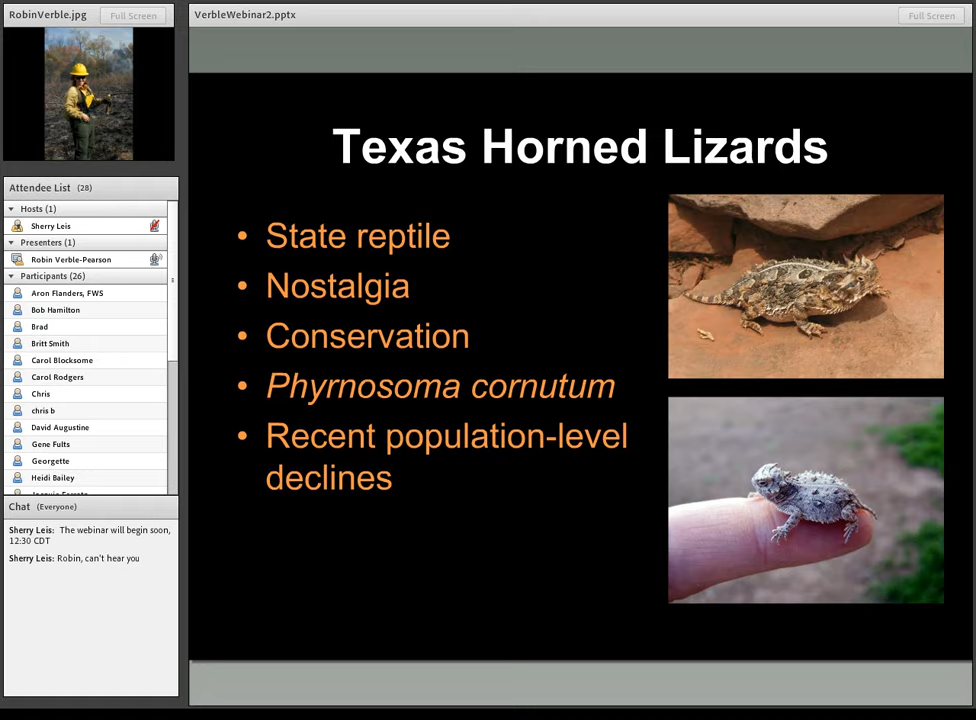 RobinVerble.jpg
Full Screen
Attendee List (28)
Hosts (1)
Sherry Leis
Presenters (1)
Robin Verble-Pearson
Participants (26)
Aron Flanders, FWS
Bob Hamilton
Brad
Britt Smith
Carol Blocksome
Carol Rodgers
Chris
chris b
David Augustine
Gene Fults
Georgette
Heidi Bailey
Chat (Everyone)
Sherry Leis: The webinar will begin soon,
12:30 CDT
Sherry Leis: Robin, can't hear you
VerbleWebinar2.pptx
Full Screen
Texas Horned Lizards
• State reptile
• Nostalgia
• Conservation
• Phyrnosoma cornutum
• Recent population-level
declines